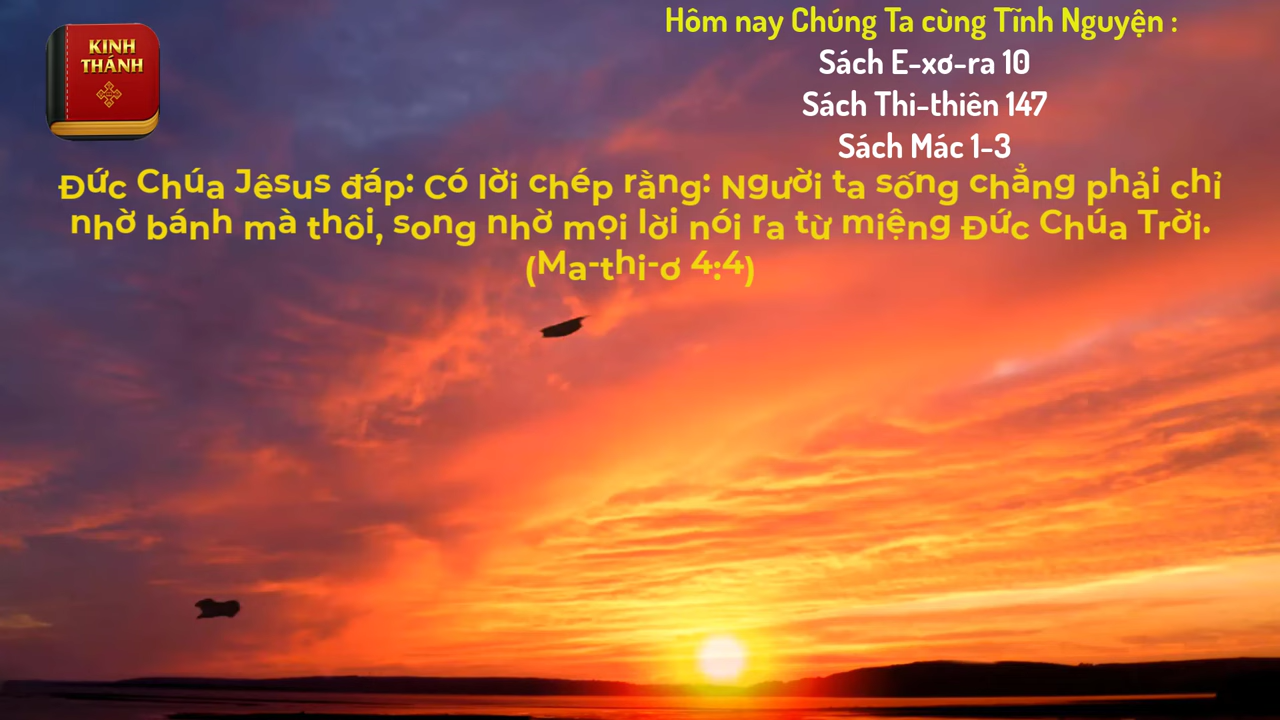 KINH
THÁNH
Hôm nay Chúng Ta cùng Tĩnh Nguyện :
Sách E-xơ-ra 10
Sách Thi-thiên 147
Sách Mác 1-3
Đức Chúa Jêsus đáp: Có lời chép rằng: Người ta sống chẳng phải chỉ
nhờ bánh mà thôi, song nhờ mọi lời nói ra từ miệng Đức Chúa Trời.
(Ma-thi-ơ 4:4)